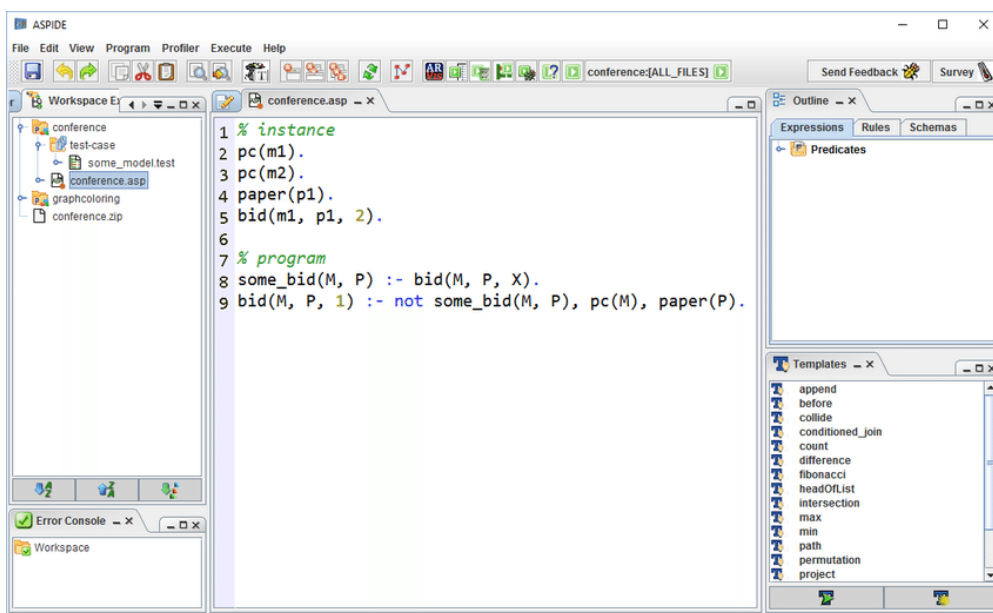 ASPIDE
File Edit View Program Profiler Execute Help
conference:[ALL_FILES]
Send Feedback
Survey
Workspace
conference
test-case
some_model.test
conference.asp
graphcoloring
conference.zip
Error Console
Workspace
conference.asp
1 % instance
2 pc(m1).
3 pc(m2).
4 paper(p1).
5 bid(m1, p1, 2).
6
7 % program
8 some_bid(M, P) :- bid(M, P, X).
9 bid(M, P, 1) :- not some_bid(M, P), pc(M), paper(P).
Outline
Expressions Rules Schemas
Predicates
Templates
append
before
collide
conditioned_join
count
difference
fibonacci
headOfList
intersection
max
min
path
permutation
project